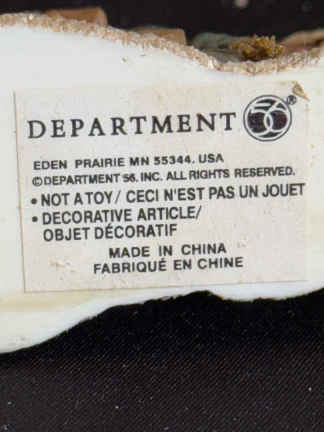 DEPARTMENT 56®
EDEN PRAIRIE MN 55344. USA
©DEPARTMENT 56. INC. ALL RIGHTS RESERVED.
• NOT A TOY/ CECI N'EST PAS UN JOUET
• DECORATIVE ARTICLE/
OBJET DÉCORATIF
MADE IN CHINA
FABRIQUÉ EN CHINE